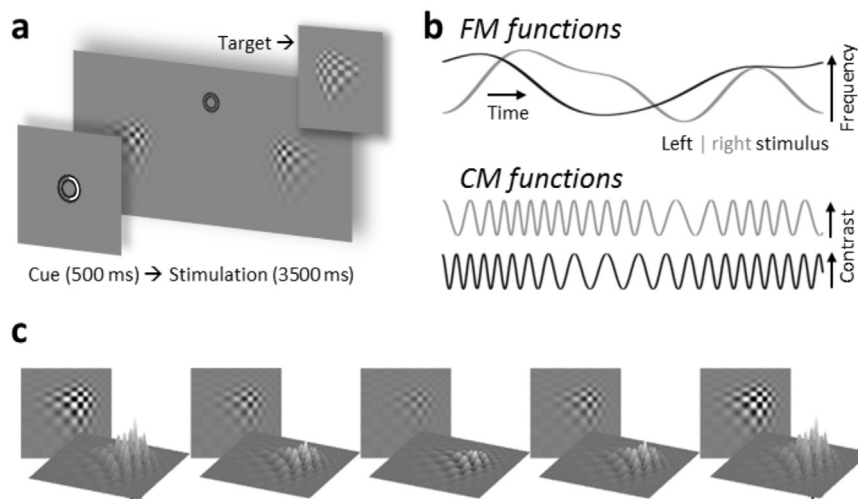 a
Target →
Cue (500 ms) → Stimulation (3500 ms)
b
FM functions
Time
Frequency
Left | right stimulus
CM functions
Contrast
c